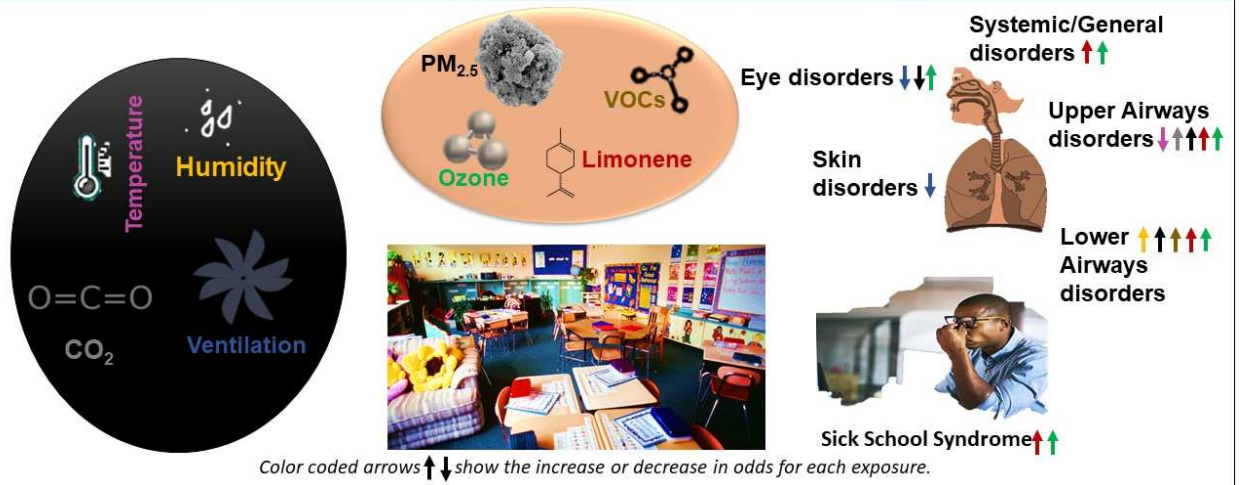 Temperature
Humidity
O=C=O
CO₂
Ventilation
PM₂.₅
VOCs
Ozone
Limonene
Systemic/General
disorders ↑↑
Eye disorders ↓↓↑
Upper Airways
disorders ↓↑↑↑↑
Skin
disorders ↓
Lower ↑↑↑↑↑
Airways
disorders
Sick School Syndrome↑↑
Color coded arrows ↑↓ show the increase or decrease in odds for each exposure.